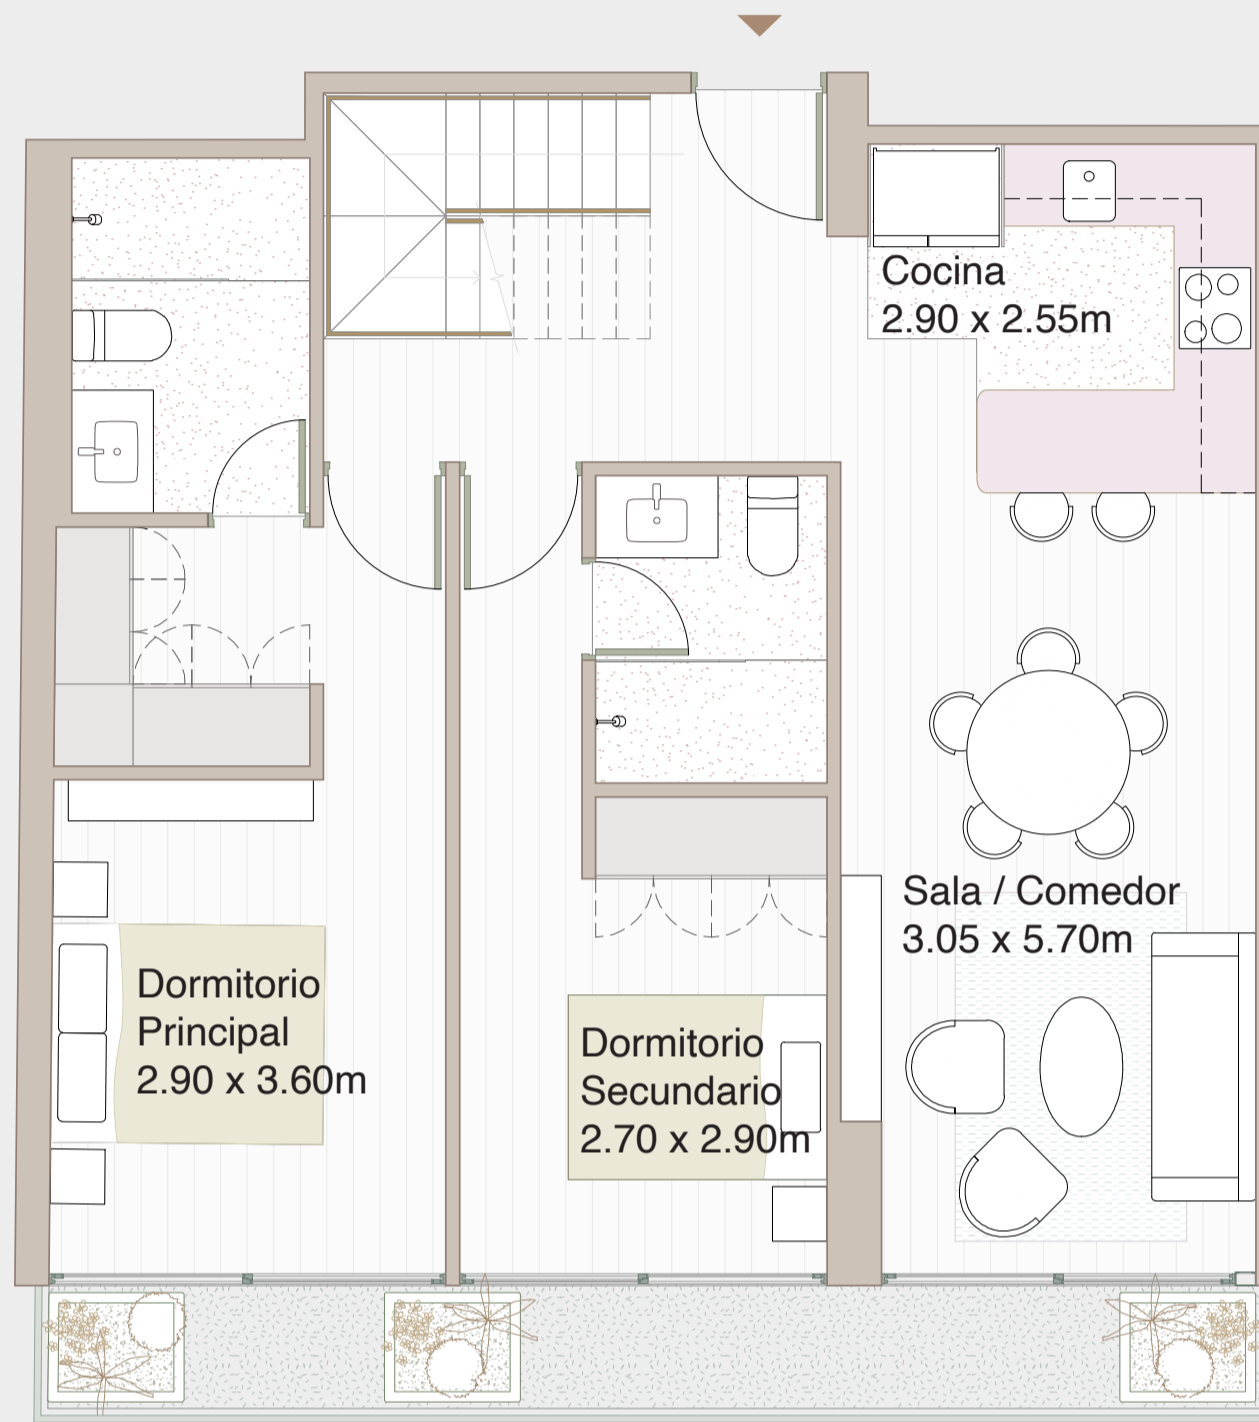 Cocina
2.90 x 2.55m
Sala / Comedor
3.05 x 5.70m
Dormitorio
Principal
2.90 x 3.60m
Dormitorio
Secundario
2.70 x 2.90m